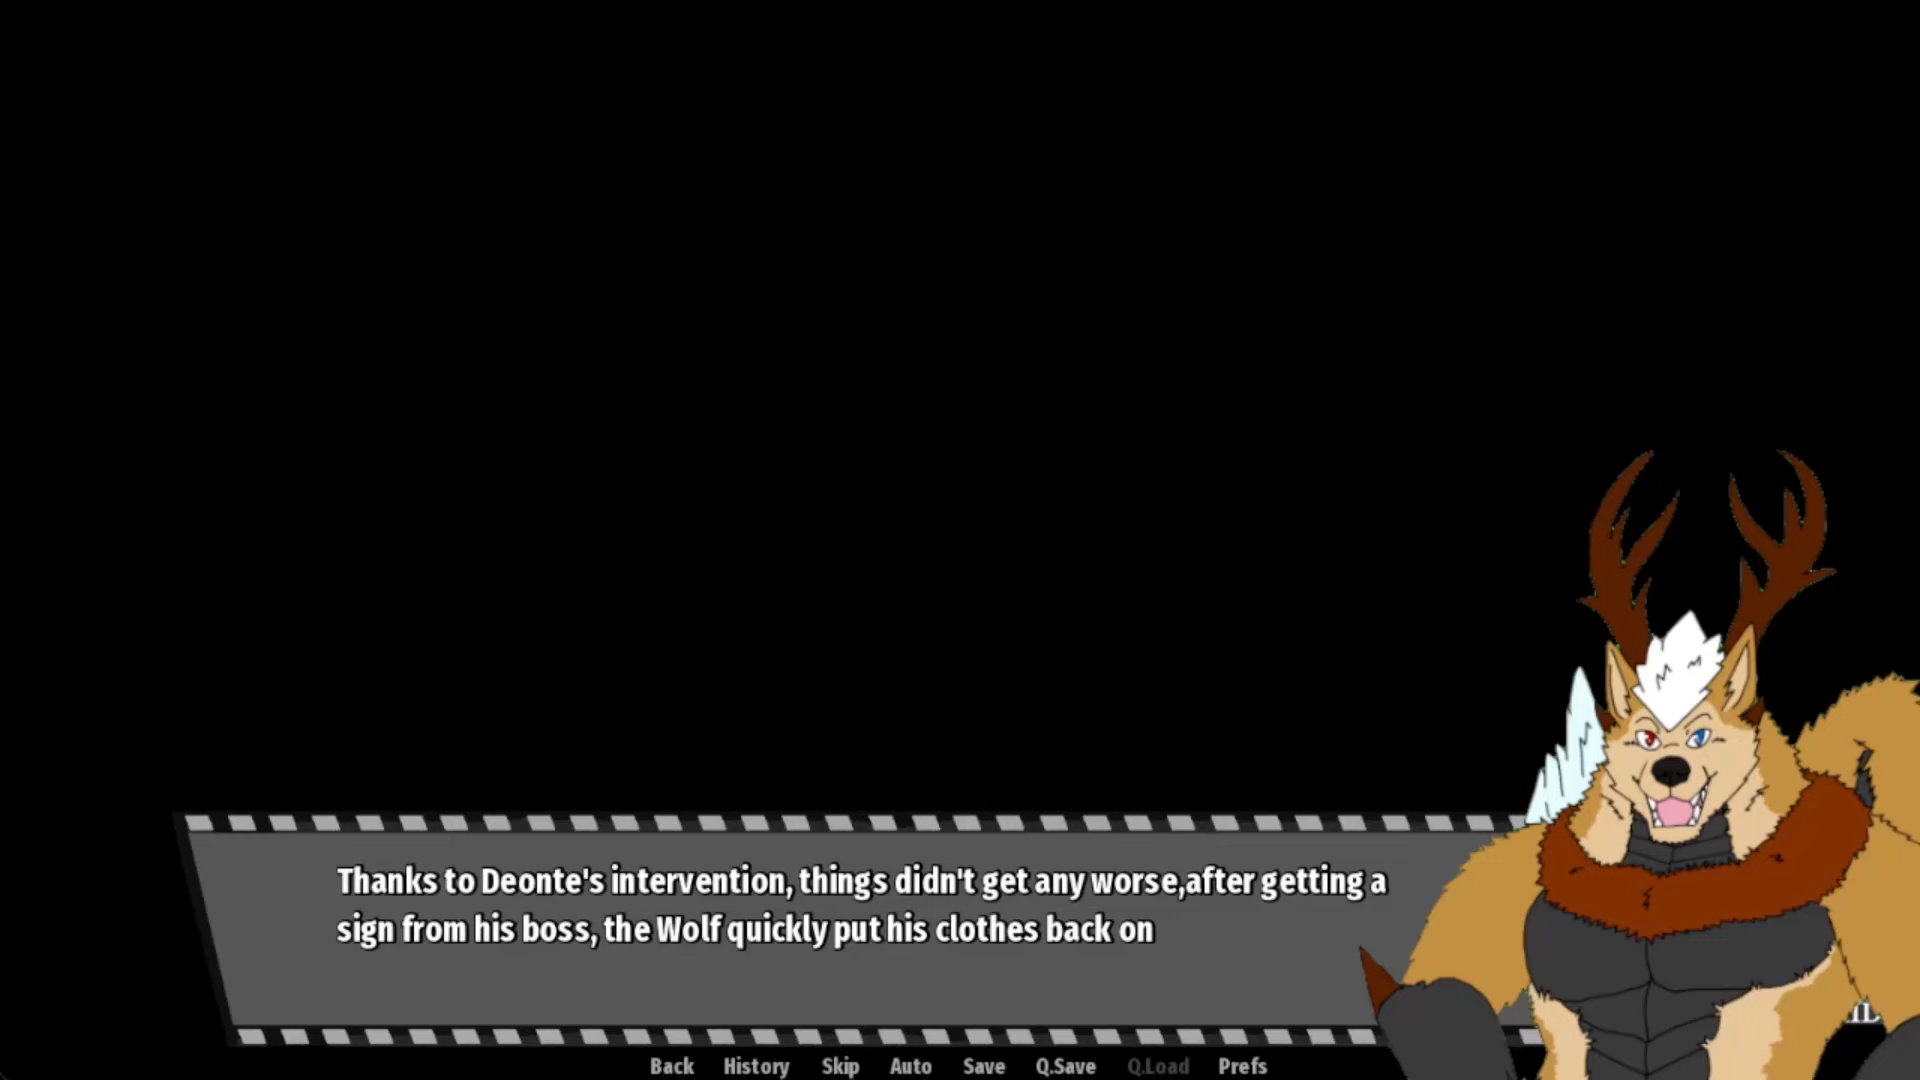 Thanks to Deonte's intervention, things didn't get any worse,after getting a
sign from his boss, the Wolf quickly put his clothes back on
Back History Skip Auto Save Q.Save Q.Load Prefs